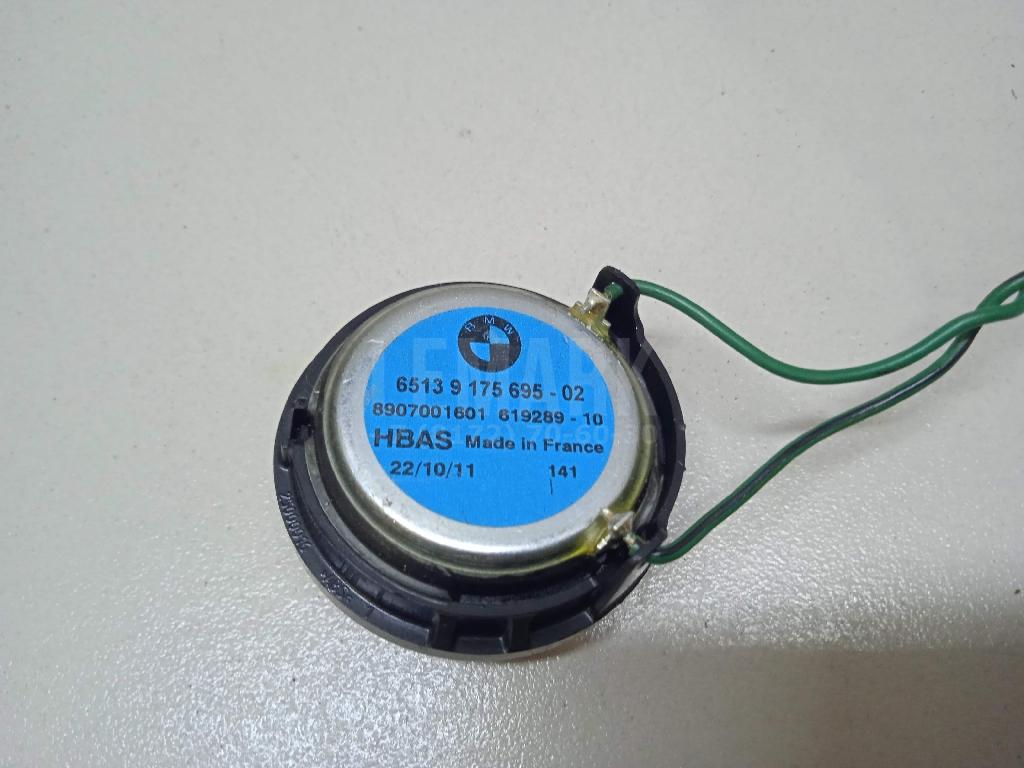 BMW
6513 9 175 695 - 02
8907001601 619289 - 10
HBAS Made in France
22/10/11 141